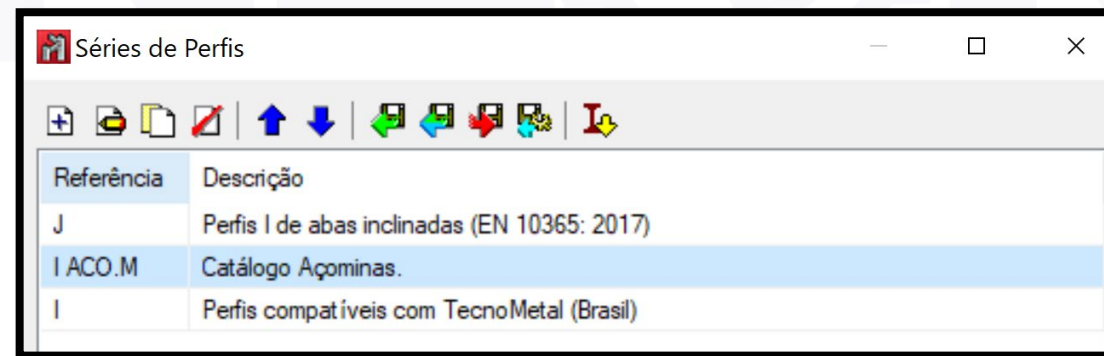 Séries de Perfis
Referência Descrição
J Perfis I de abas inclinadas (EN 10365: 2017)
I ACO.M Catálogo Açominas.
I Perfis compatíveis com TecnoMetal (Brasil)